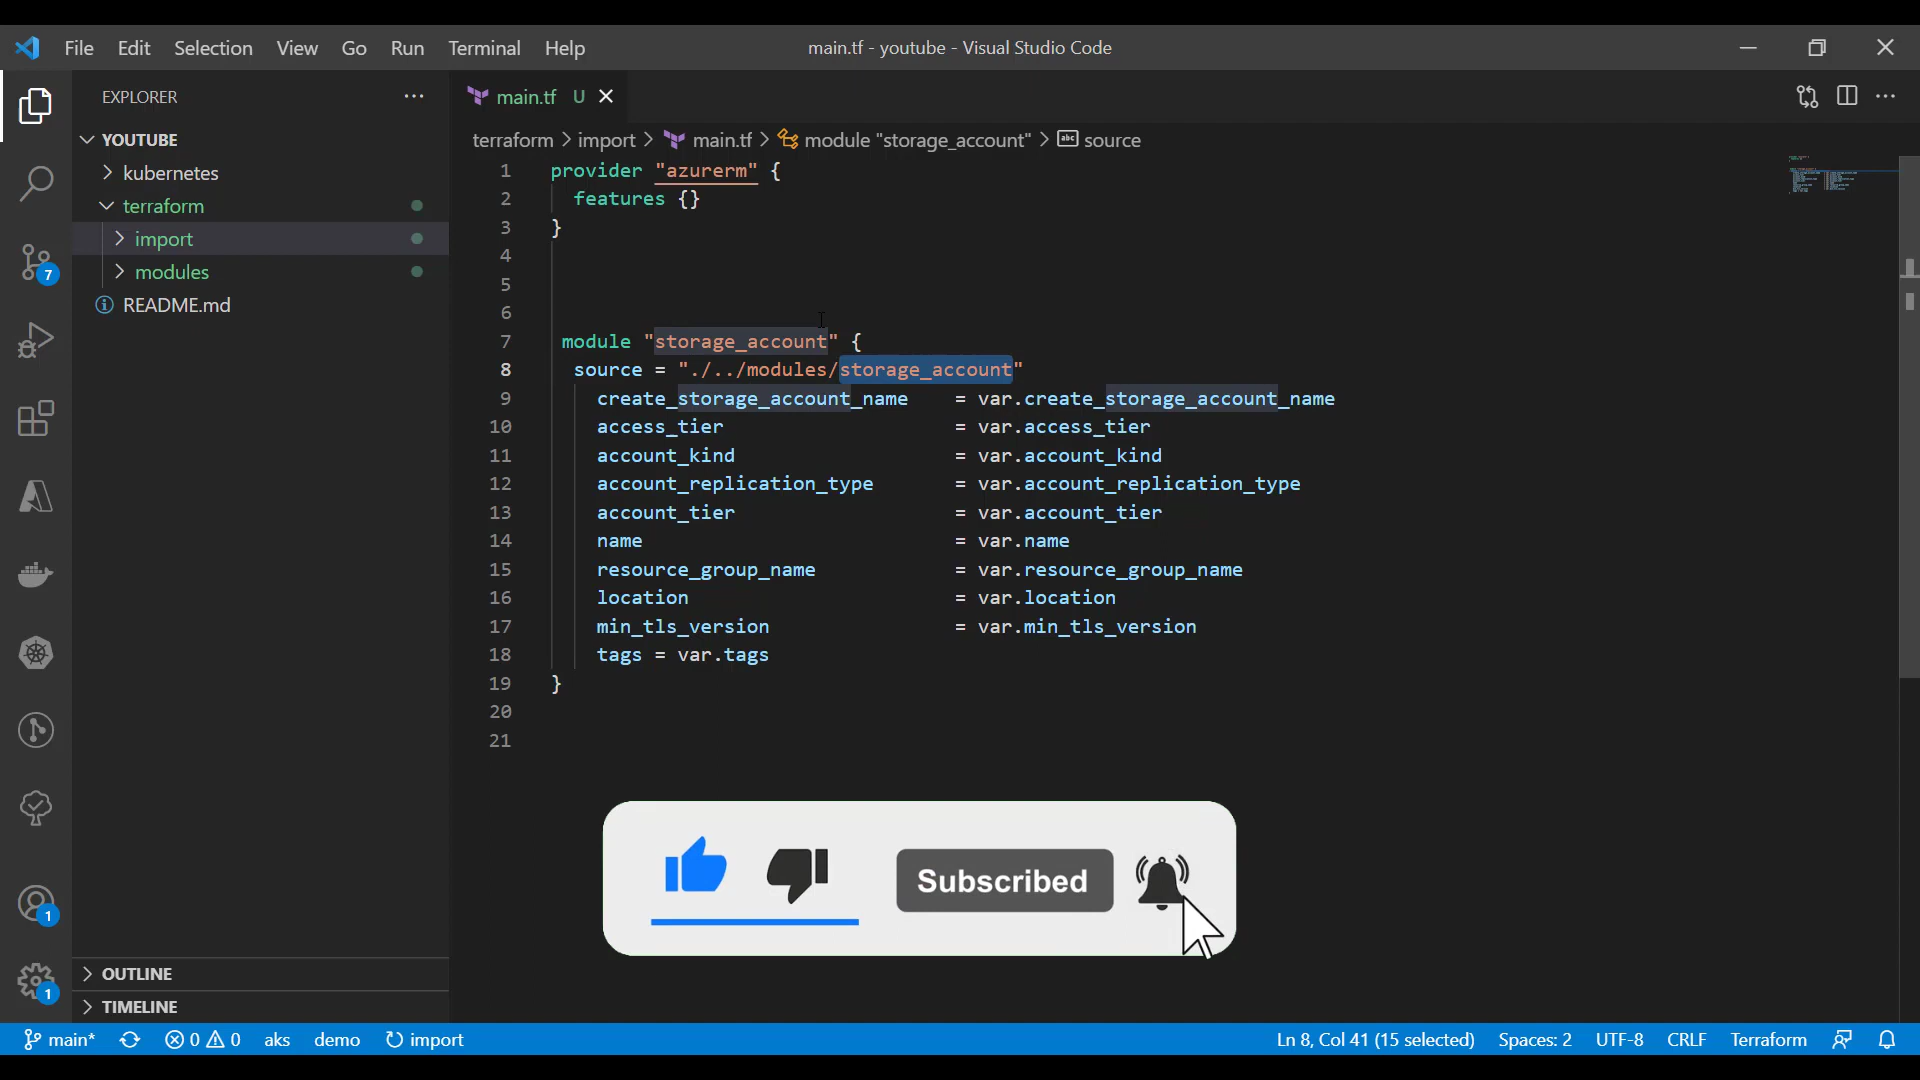 File Edit Selection View Go Run Terminal Help
main.tf - youtube - Visual Studio Code
EXPLORER
YOUTUBE
kubernetes
terraform
import
modules
README.md
OUTLINE
TIMELINE
7
1
1
main.tf U
terraform > import > main.tf > module "storage_account" > abc source
1 provider "azurerm" {
2 features {}
3 }
4
5
6
7 module "storage_account" {
8 source = "./../modules/storage_account"
9 create_storage_account_name = var.create_storage_account_name
10 access_tier = var.access_tier
11 account_kind = var.account_kind
12 account_replication_type = var.account_replication_type
13 account_tier = var.account_tier
14 name = var.name
15 resource_group_name = var.resource_group_name
16 location = var.location
17 min_tls_version = var.min_tls_version
18 tags = var.tags
19 }
20
21
Subscribed
main* 0 0 aks demo import Ln 8, Col 41 (15 selected) Spaces: 2 UTF-8 CRLF Terraform